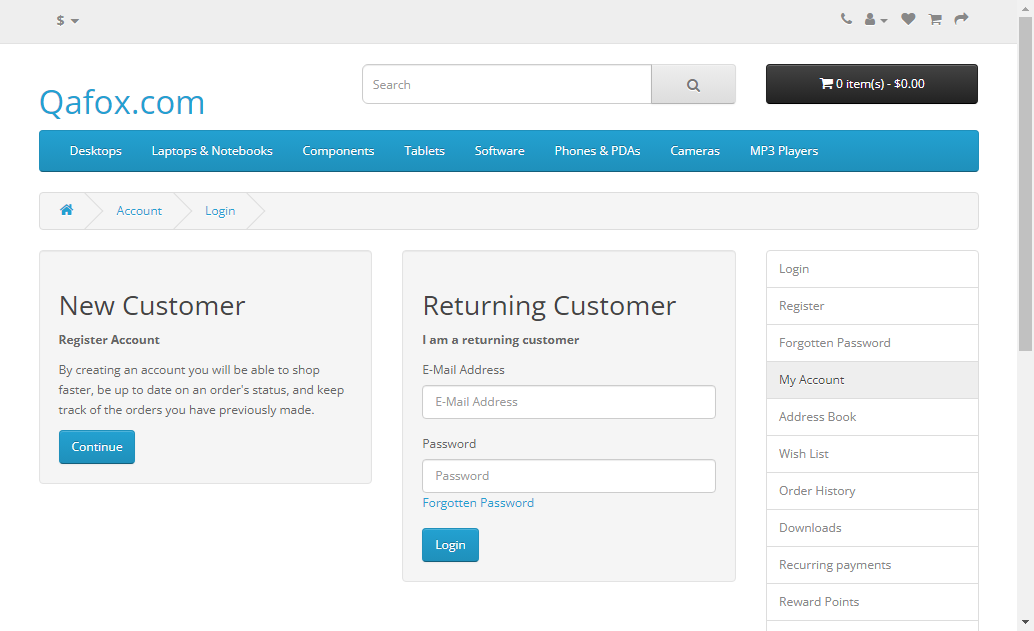 $
Qafox.com
Search
0 item(s) - $0.00
Desktops
Laptops & Notebooks
Components
Tablets
Software
Phones & PDAs
Cameras
MP3 Players
Account
Login
New Customer
Register Account
By creating an account you will be able to shop
faster, be up to date on an order's status, and keep
track of the orders you have previously made.
Continue
Returning Customer
I am a returning customer
E-Mail Address
E-Mail Address
Password
Password
Forgotten Password
Login
Login
Register
Forgotten Password
My Account
Address Book
Wish List
Order History
Downloads
Recurring payments
Reward Points